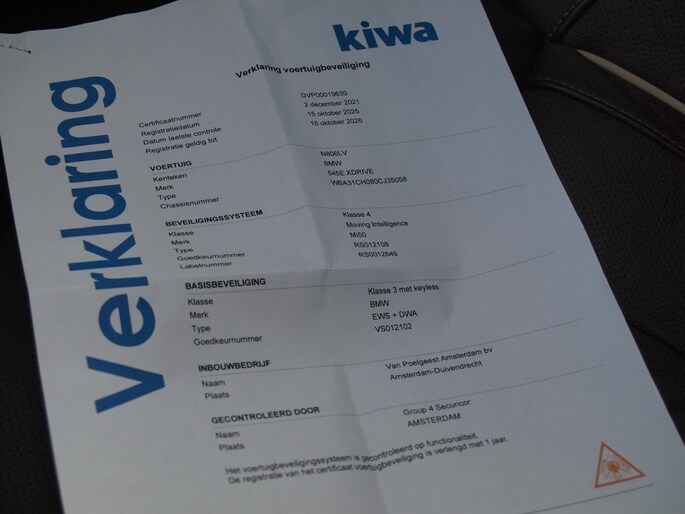 kiwa
Verklaring
Verklaring voertuigbeveiliging
Certificaatnummer DVP00019630
Registratiedatum 2 december 2021
Datum laatste controle 15 oktober 2025
Registratie geldig tot 15 oktober 2026
VOERTUIG
Kenteken N806LV
Merk BMW
Type 545E XDRIVE
Chassisnummer WBA31CH080CJ35058
BEVEILIGINGSSYSTEEM
Klasse Klasse 4
Merk Moving Intelligence
Type Mi50
Goedkeurnummer RS012108
Labelnummer RS0012649
BASISBEVEILIGING
Klasse Klasse 3 met keyless
Merk BMW
Type EWS + DWA
Goedkeurnummer VS012102
INBOUWBEDRIJF
Naam Van Poelgeest Amsterdam bv
Plaats Amsterdam-Duivendrecht
GECONTROLEERD DOOR
Naam Group 4 Securicor
Plaats AMSTERDAM
Het voertuigbeveiligingssysteem is gecontroleerd op functionaliteit.
De registratie van het certificaat voertuigbeveiliging is verlengd met 1 jaar.